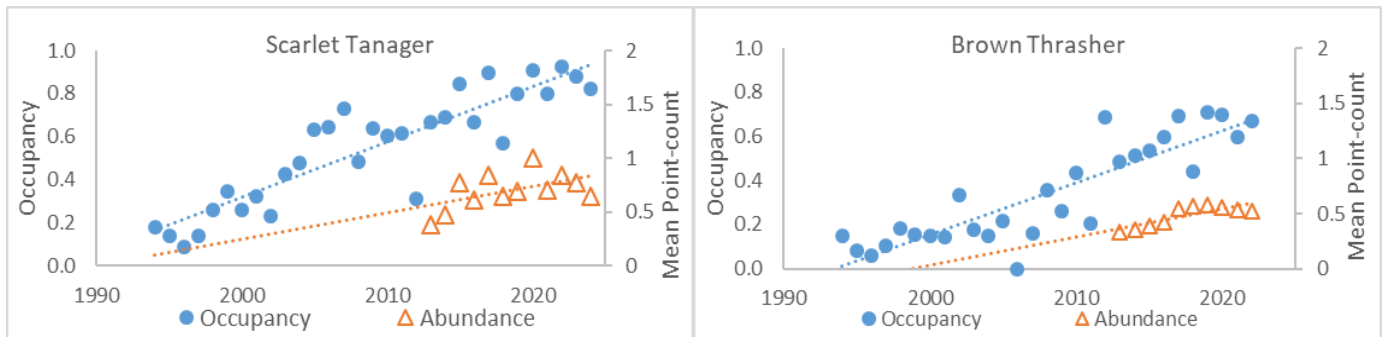 Scarlet Tanager
Occupancy
1.0
0.8
0.6
0.4
0.2
0.0
2
1.5
1
0.5
0
Mean Point-count
1990 2000 2010 2020
Occupancy Abundance
Brown Thrasher
Occupancy
1.0
0.8
0.6
0.4
0.2
0.0
2
1.5
1
0.5
0
Mean Point-count
1990 2000 2010 2020
Occupancy Abundance